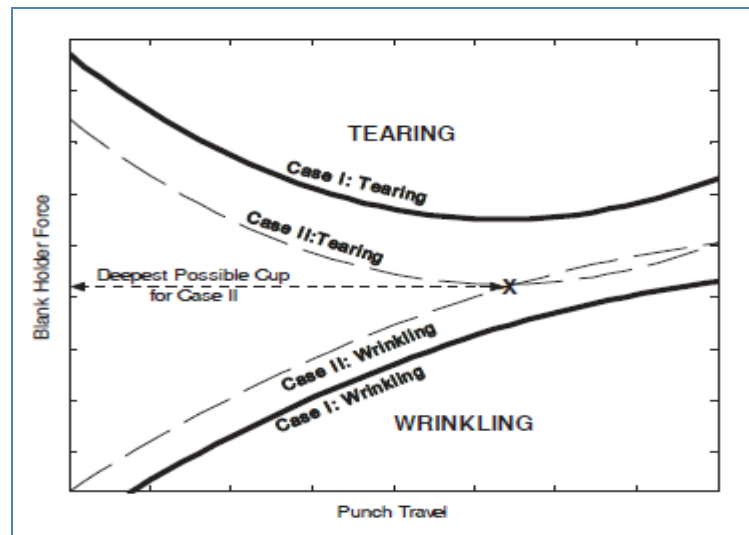 TEARING
Case I: Tearing
Case II:Tearing
Deepest Possible Cup
for Case II
X
Case II: Wrinkling
Case I: Wrinkling
WRINKLING
Blank Holder Force
Punch Travel